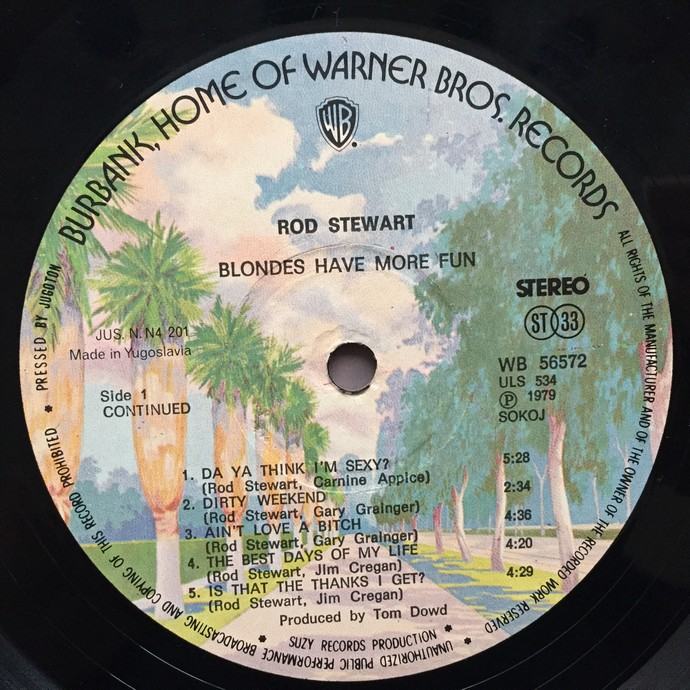 BURBANK, HOME OF WARNER BROS. RECORDS
WB
ROD STEWART
BLONDES HAVE MORE FUN
STEREO
ST 33
JUS. N. N4 201
Made in Yugoslavia
WB 56572
ULS 534
Ⓟ 1979
SOKOJ
Side 1
CONTINUED
1. DA YA THINK I'M SEXY? 5:28
(Rod Stewart, Carnine Appice)
2. DIRTY WEEKEND 2:34
(Rod Stewart, Gary Grainger)
3. AIN'T LOVE A BITCH 4:36
(Rod Stewart, Gary Grainger)
4. THE BEST DAYS OF MY LIFE 4:20
(Rod Stewart, Jim Cregan)
5. IS THAT THE THANKS I GET? 4:29
(Rod Stewart, Jim Cregan)
Produced by Tom Dowd
* SUZY RECORDS PRODUCTION *
ALL RIGHTS OF THE MANUFACTURER AND OF THE OWNER OF THE RECORDED WORK RESERVED * UNAUTHORIZED PUBLIC PERFORMANCE BROADCASTING AND COPYING OF THIS RECORD PROHIBITED * PRESSED BY JUGOTON